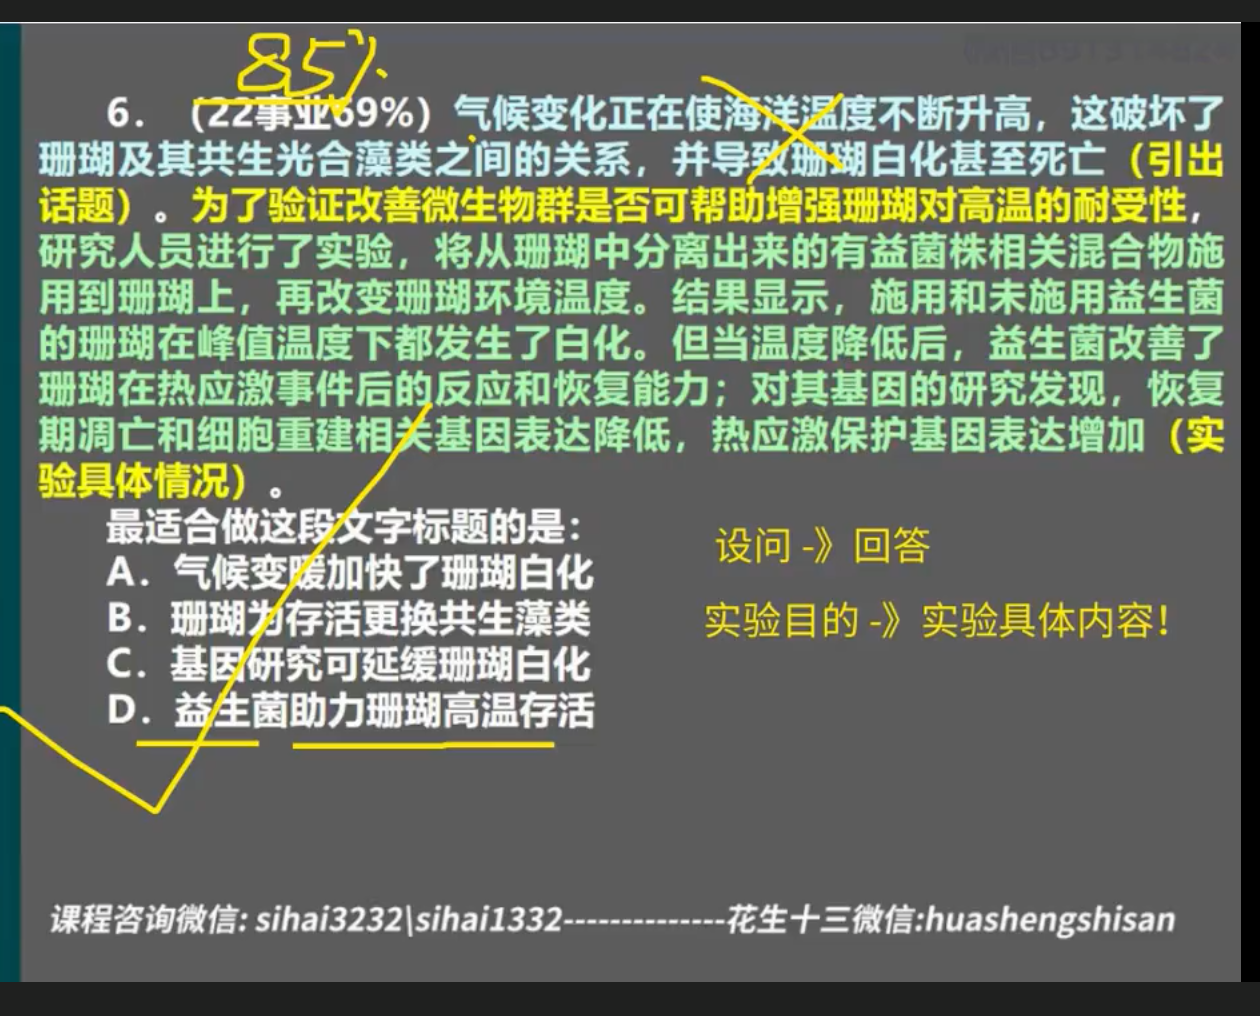 85%
6. （22事业69%）气候变化正在使海洋温度不断升高，这破坏了
珊瑚及其共生光合藻类之间的关系，并导致珊瑚白化甚至死亡（引出
话题）。为了验证改善微生物群是否可帮助增强珊瑚对高温的耐受性，
研究人员进行了实验，将从珊瑚中分离出来的有益菌株相关混合物施
用到珊瑚上，再改变珊瑚环境温度。结果显示，施用和未施用益生菌
的珊瑚在峰值温度下都发生了白化。但当温度降低后，益生菌改善了
珊瑚在热应激事件后的反应和恢复能力；对其基因的研究发现，恢复
期凋亡和细胞重建相关基因表达降低，热应激保护基因表达增加（实
验具体情况）。
最适合做这段文字标题的是：
A. 气候变暖加快了珊瑚白化
B. 珊瑚为存活更换共生藻类
C. 基因研究可延缓珊瑚白化
D. 益生菌助力珊瑚高温存活
设问 -》回答
实验目的 -》实验具体内容！
课程咨询微信: sihai3232\sihai1332--------------花生十三微信:huashengshisan